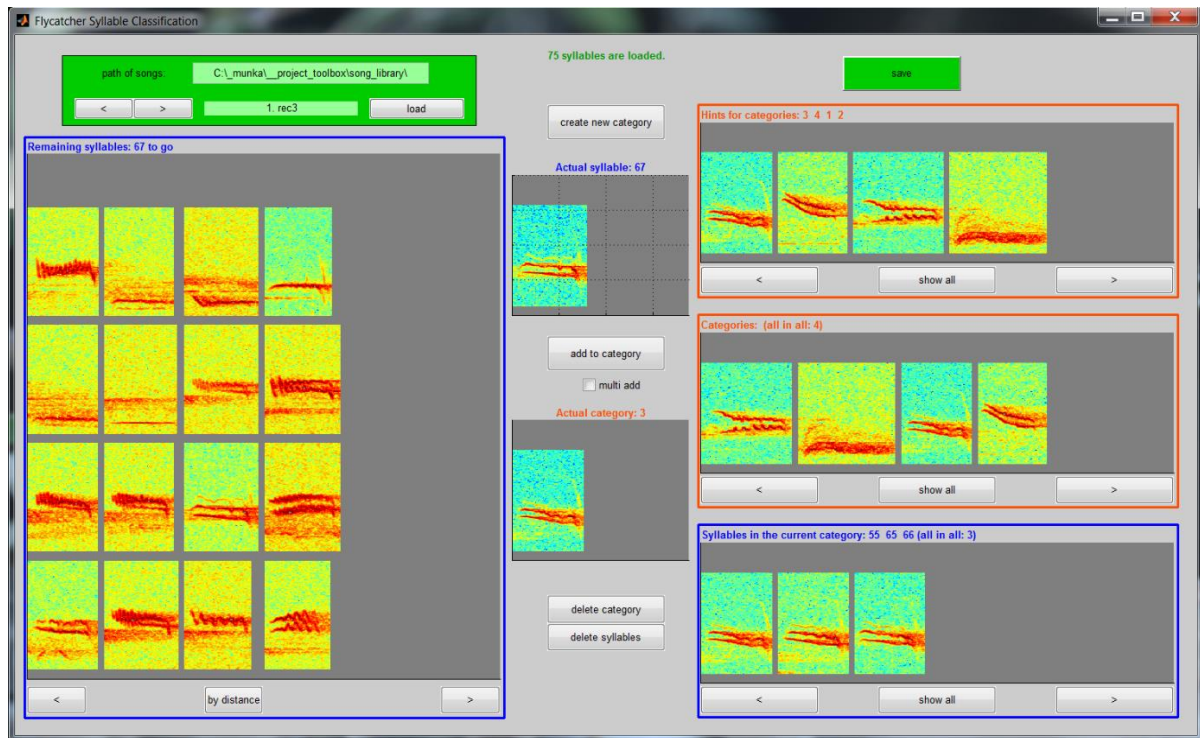 Flycatcher Syllable Classification
75 syllables are loaded.
path of songs:
C:\_munka\__project_toolbox\song_library\
save
<
>
1. rec3
load
create new category
Hints for categories: 3 4 1 2
Remaining syllables: 67 to go
Actual syllable: 67
<
show all
>
Categories: (all in all: 4)
add to category
multi add
Actual category: 3
<
show all
>
Syllables in the current category: 55 65 66 (all in all: 3)
delete category
delete syllables
<
by distance
>
<
show all
>